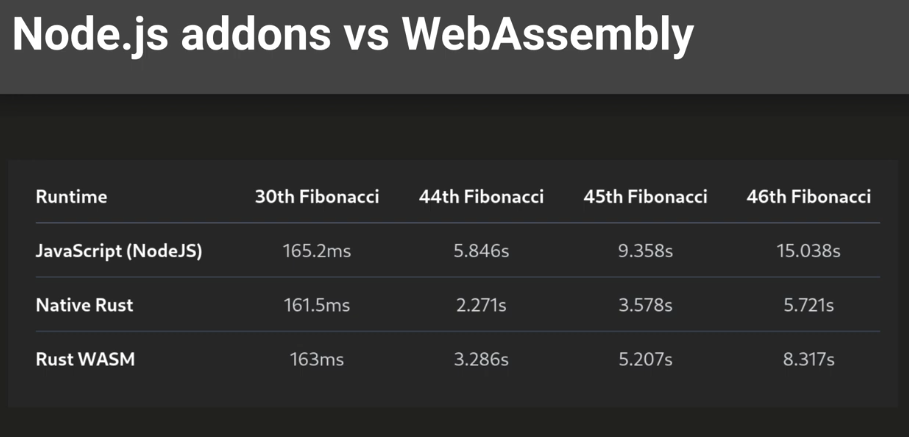 Node.js addons vs WebAssembly
Runtime 30th Fibonacci 44th Fibonacci 45th Fibonacci 46th Fibonacci
JavaScript (NodeJS) 165.2ms 5.846s 9.358s 15.038s
Native Rust 161.5ms 2.271s 3.578s 5.721s
Rust WASM 163ms 3.286s 5.207s 8.317s